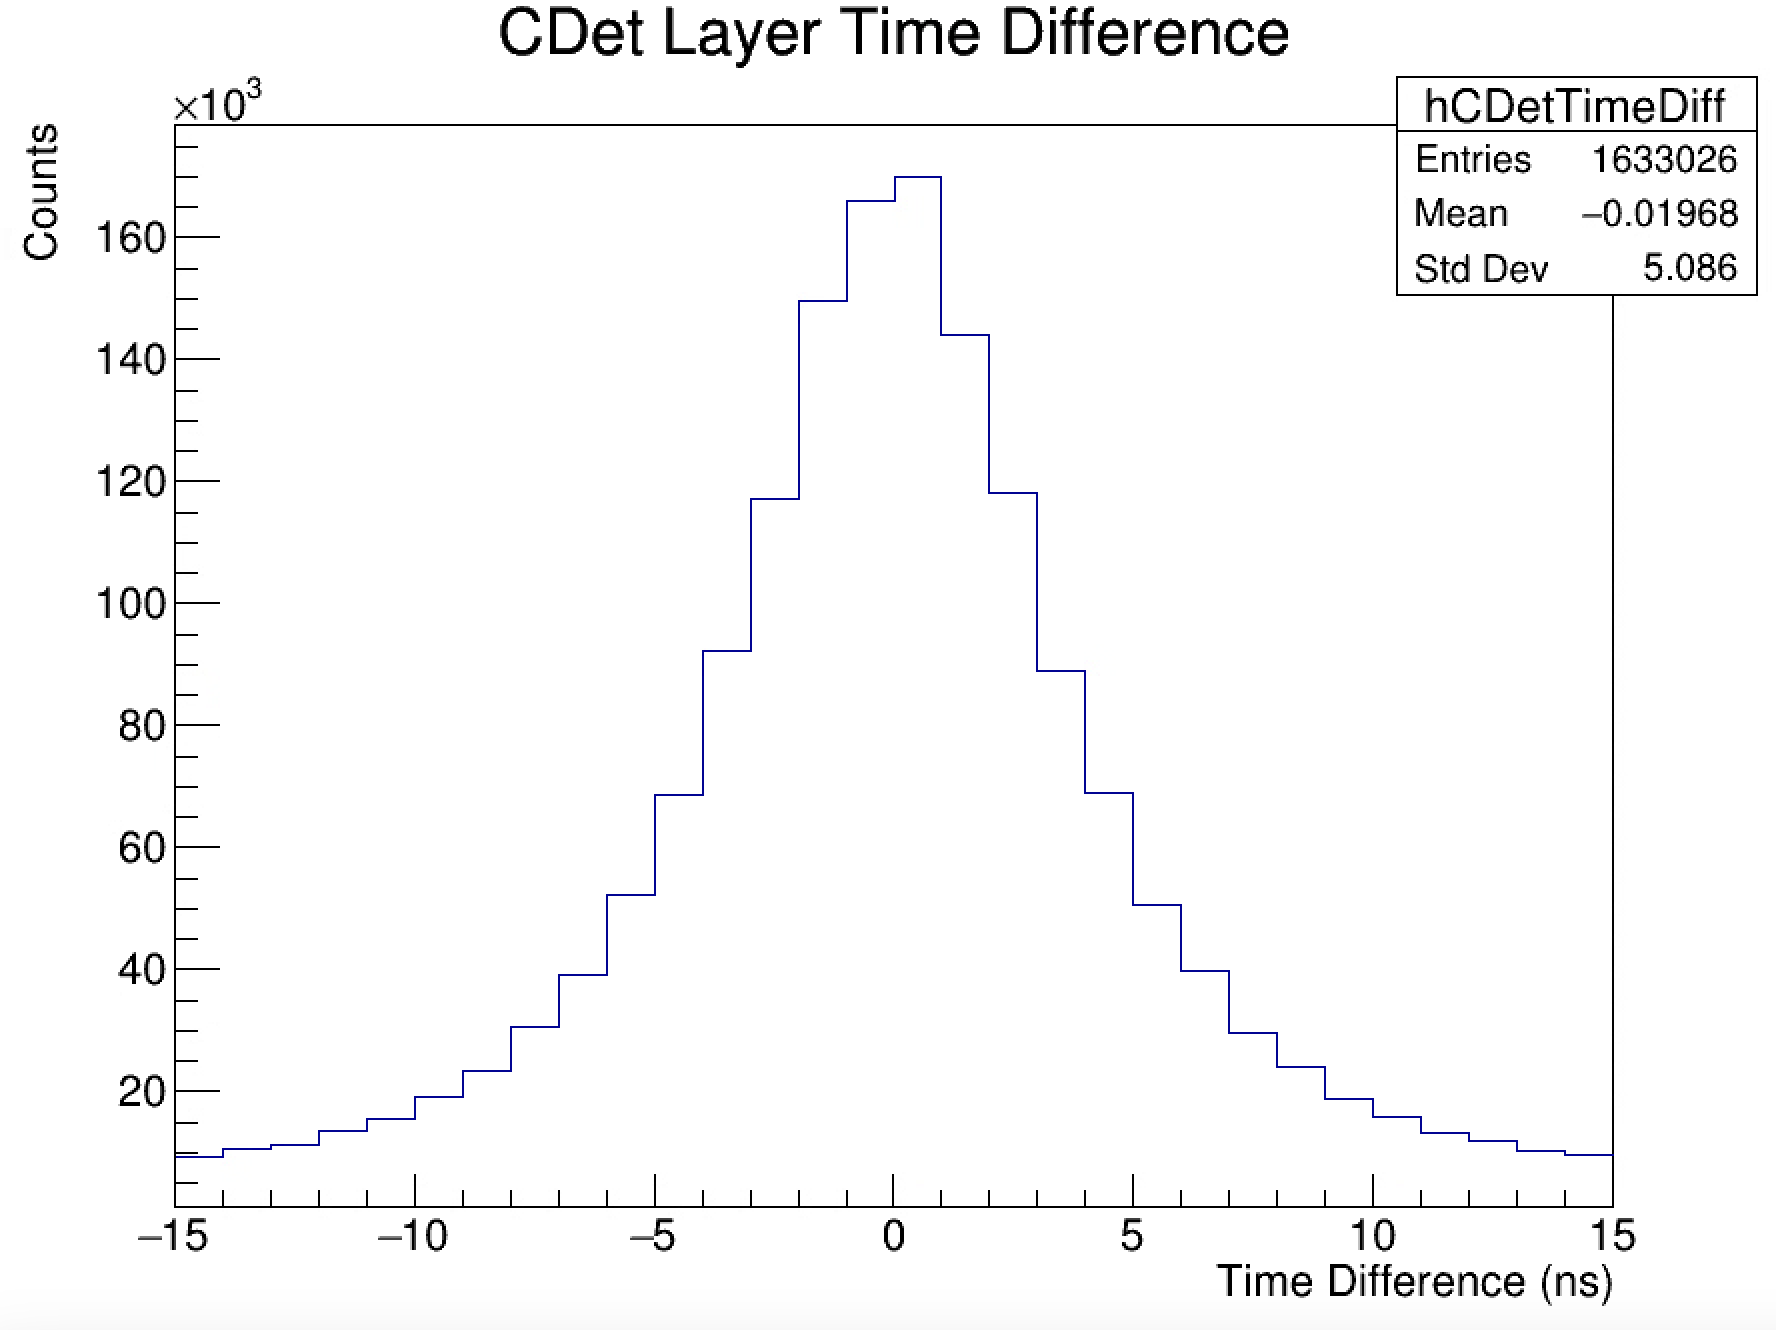 CDet Layer Time Difference
×10³
Counts
hCDetTimeDiff
Entries 1633026
Mean −0.01968
Std Dev 5.086
160
140
120
100
80
60
40
20
−15 −10 −5 0 5 10 15
Time Difference (ns)